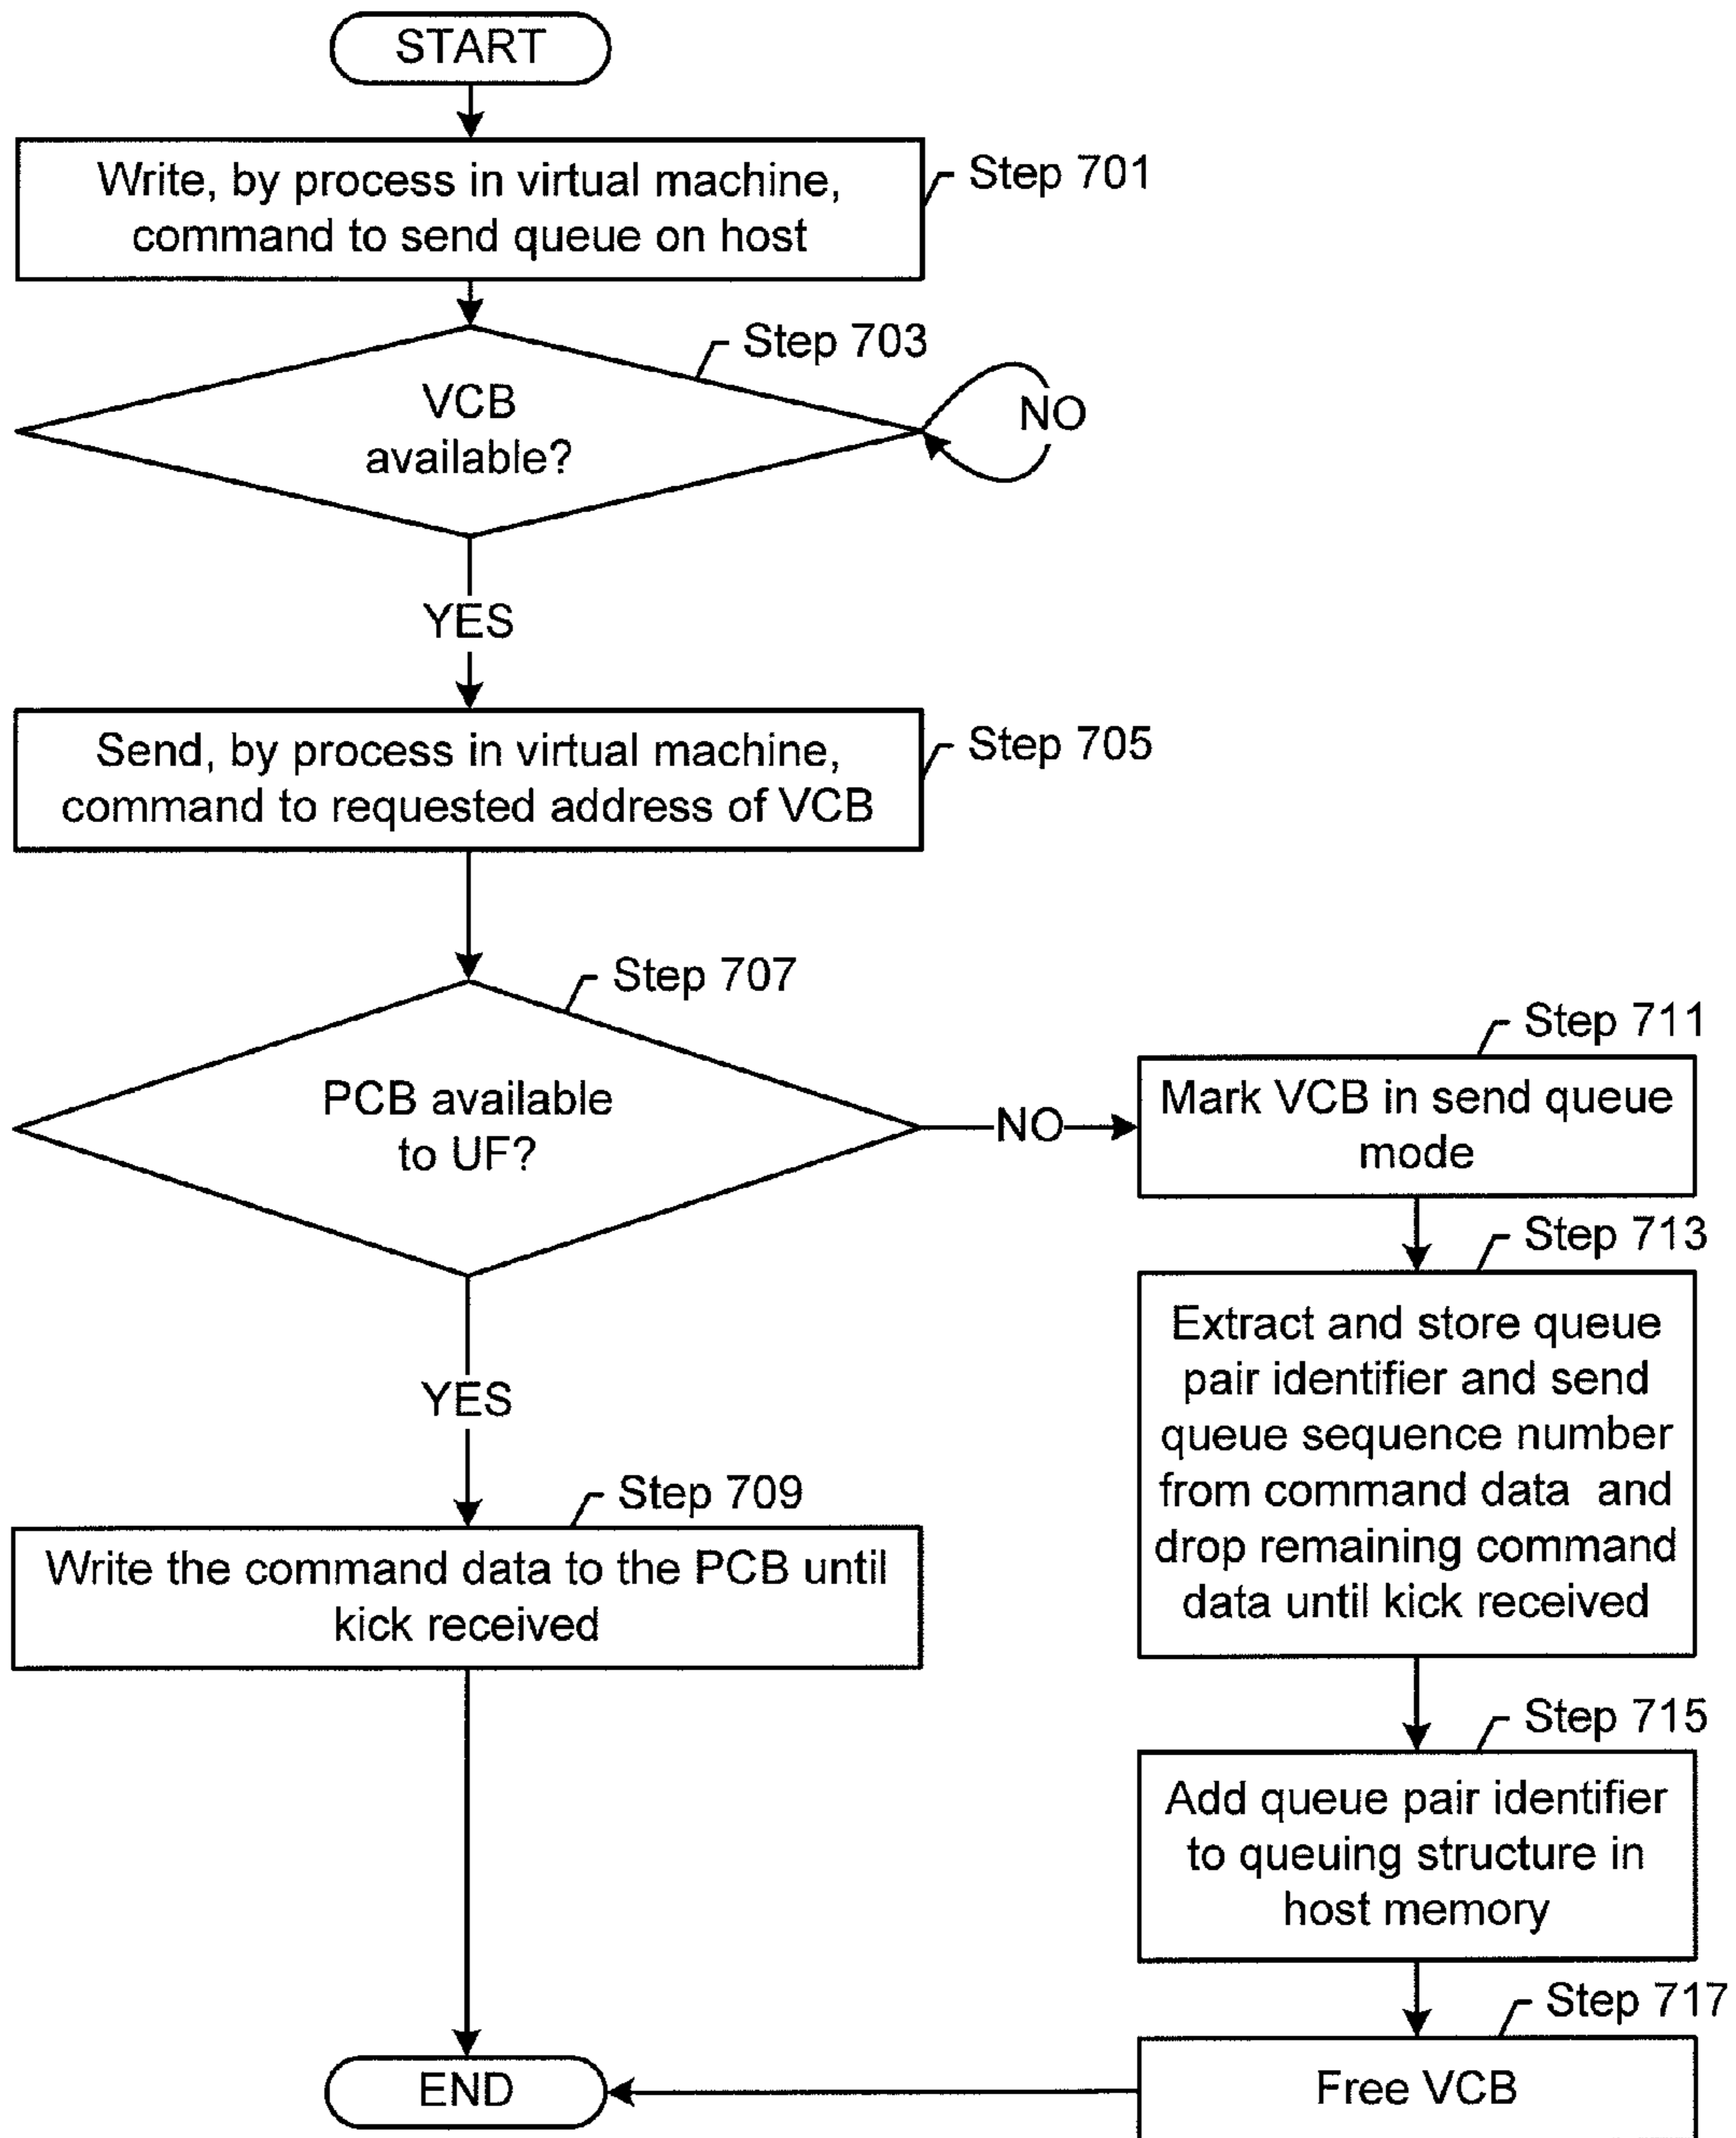 START
Write, by process in virtual machine,
command to send queue on host
Step 701
Step 703
VCB
available?
NO
YES
Send, by process in virtual machine,
command to requested address of VCB
Step 705
Step 707
PCB available
to UF?
NO
YES
Step 709
Write the command data to the PCB until
kick received
Step 711
Mark VCB in send queue
mode
Step 713
Extract and store queue
pair identifier and send
queue sequence number
from command data and
drop remaining command
data until kick received
Step 715
Add queue pair identifier
to queuing structure in
host memory
Step 717
Free VCB
END